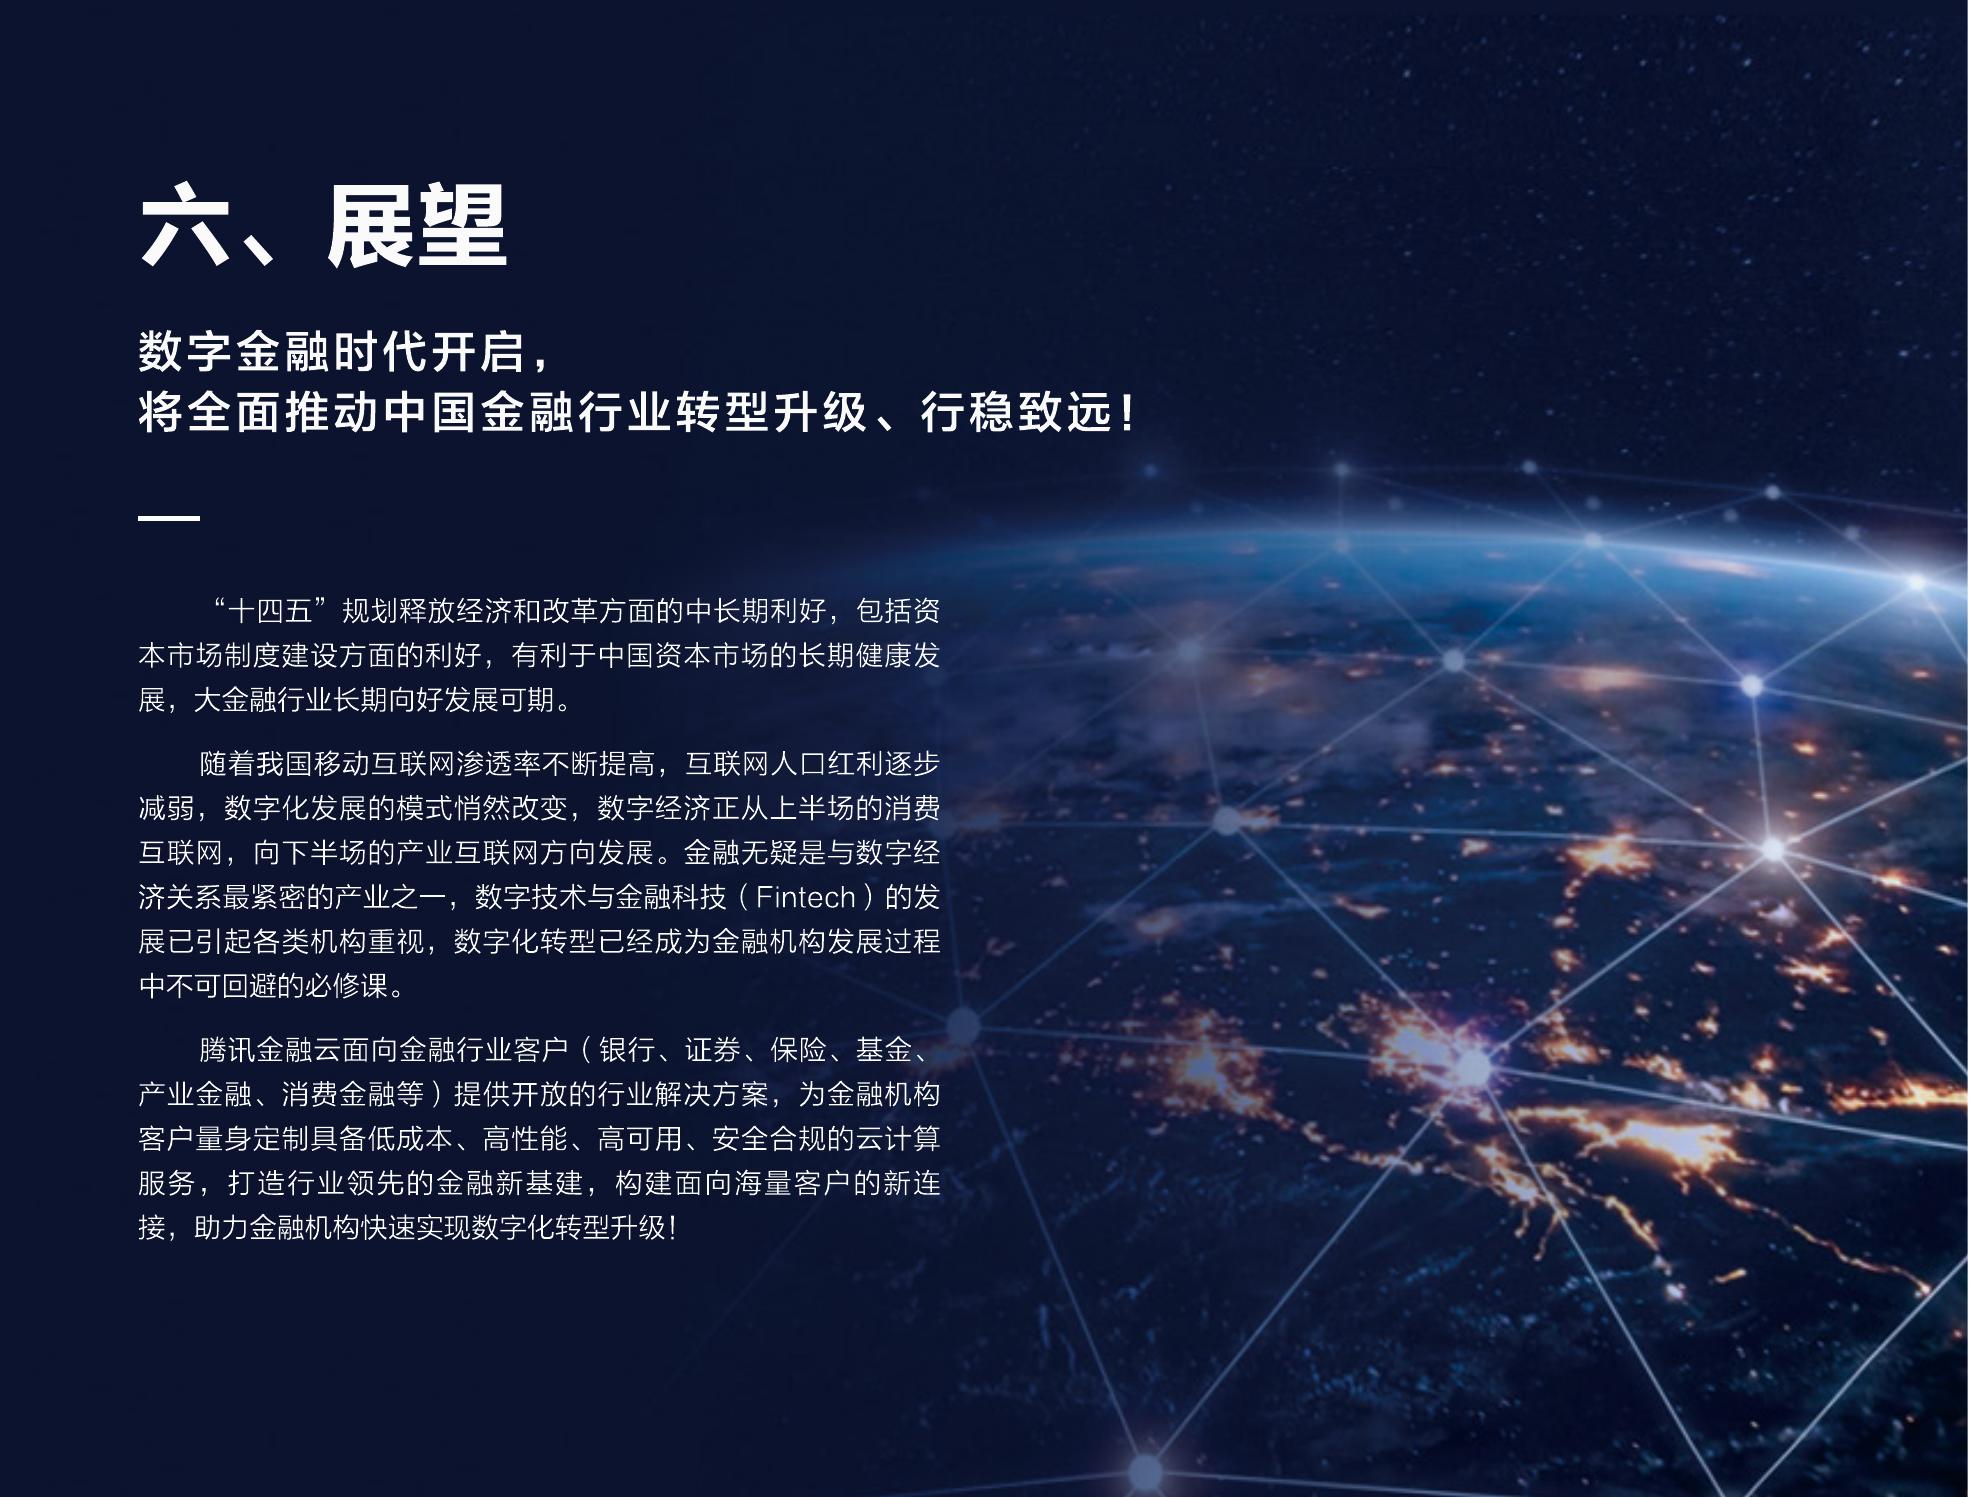 六、展望
数字金融时代开启，
将全面推动中国金融行业转型升级、行稳致远！
“十四五”规划释放经济和改革方面的中长期利好，包括资
本市场制度建设方面的利好，有利于中国资本市场的长期健康发
展，大金融行业长期向好发展可期。
随着我国移动互联网渗透率不断提高，互联网人口红利逐步
减弱，数字化发展的模式悄然改变，数字经济正从上半场的消费
互联网，向下半场的产业互联网方向发展。金融无疑是与数字经
济关系最紧密的产业之一，数字技术与金融科技（Fintech）的发
展已引起各类机构重视，数字化转型已经成为金融机构发展过程
中不可回避的必修课。
腾讯金融云面向金融行业客户（银行、证券、保险、基金、
产业金融、消费金融等）提供开放的行业解决方案，为金融机构
客户量身定制具备低成本、高性能、高可用、安全合规的云计算
服务，打造行业领先的金融新基建，构建面向海量客户的新连
接，助力金融机构快速实现数字化转型升级！